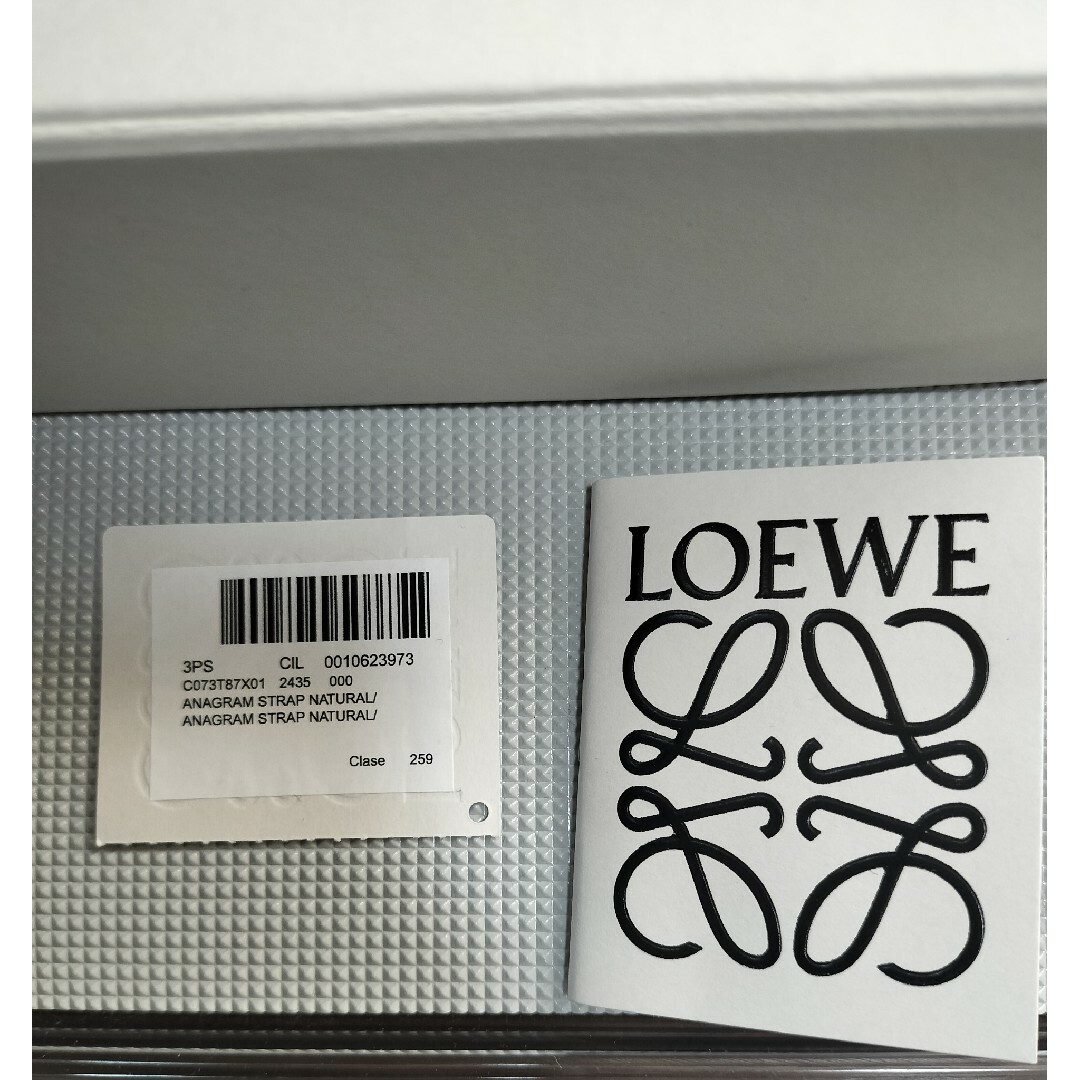 3PS CIL 0010623973
C073T87X01 2435 000
ANAGRAM STRAP NATURAL/
ANAGRAM STRAP NATURAL/
Clase 259
LOEWE